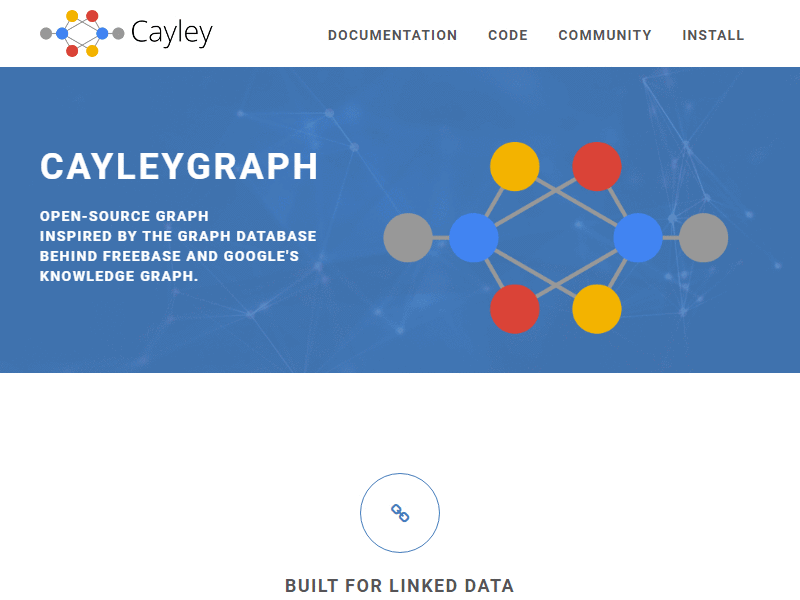 Cayley
DOCUMENTATION
CODE
COMMUNITY
INSTALL
CAYLEYGRAPH
OPEN-SOURCE GRAPH
INSPIRED BY THE GRAPH DATABASE
BEHIND FREEBASE AND GOOGLE'S
KNOWLEDGE GRAPH.
BUILT FOR LINKED DATA